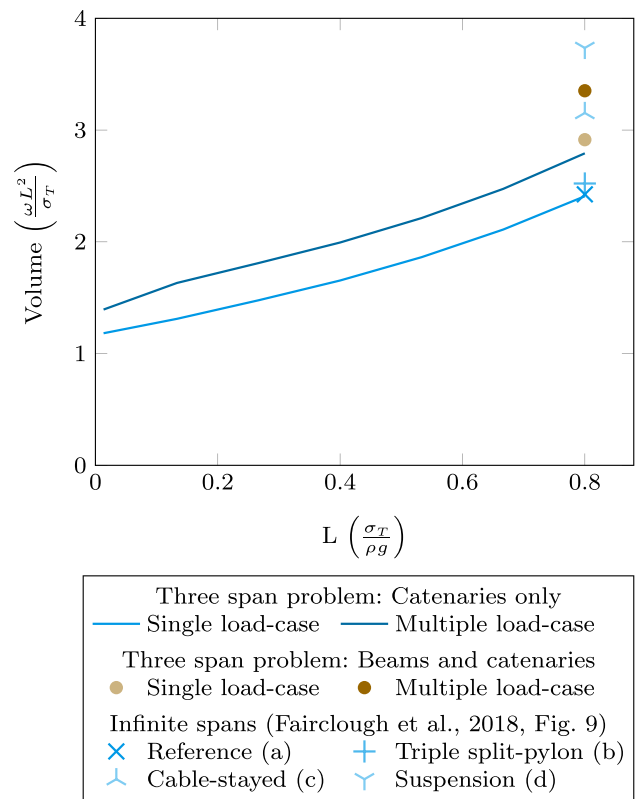 4
3
2
1
0
Volume (ωL²/σ_T)
0 0.2 0.4 0.6 0.8
L (σ_T/ρg)
Three span problem: Catenaries only
Single load-case Multiple load-case
Three span problem: Beams and catenaries
Single load-case Multiple load-case
Infinite spans (Fairclough et al., 2018, Fig. 9)
Reference (a) Triple split-pylon (b)
Cable-stayed (c) Suspension (d)